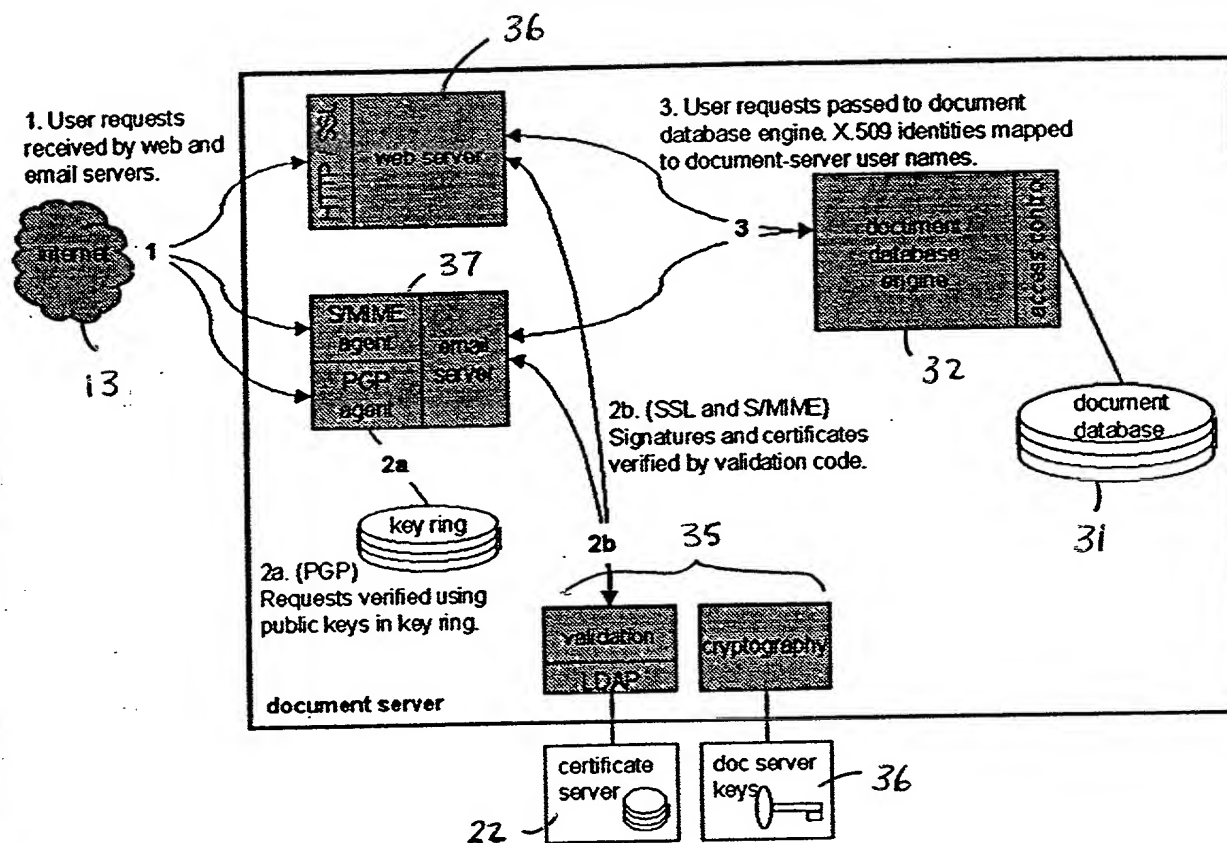 36
1. User requests
received by web and
email servers.
HTTP / SSL
web server
3. User requests passed to document
database engine. X.509 identities mapped
to document-server user names.
internet
1
3
document
database
engine
access control
37
S/MIME
agent
email
server
PGP
agent
13
32
2b. (SSL and S/MIME)
Signatures and certificates
verified by validation code.
document
database
2a
key ring
31
2b
35
2a. (PGP)
Requests verified using
public keys in key ring.
validation
LDAP
cryptography
document server
certificate
server
doc server
keys
36
22